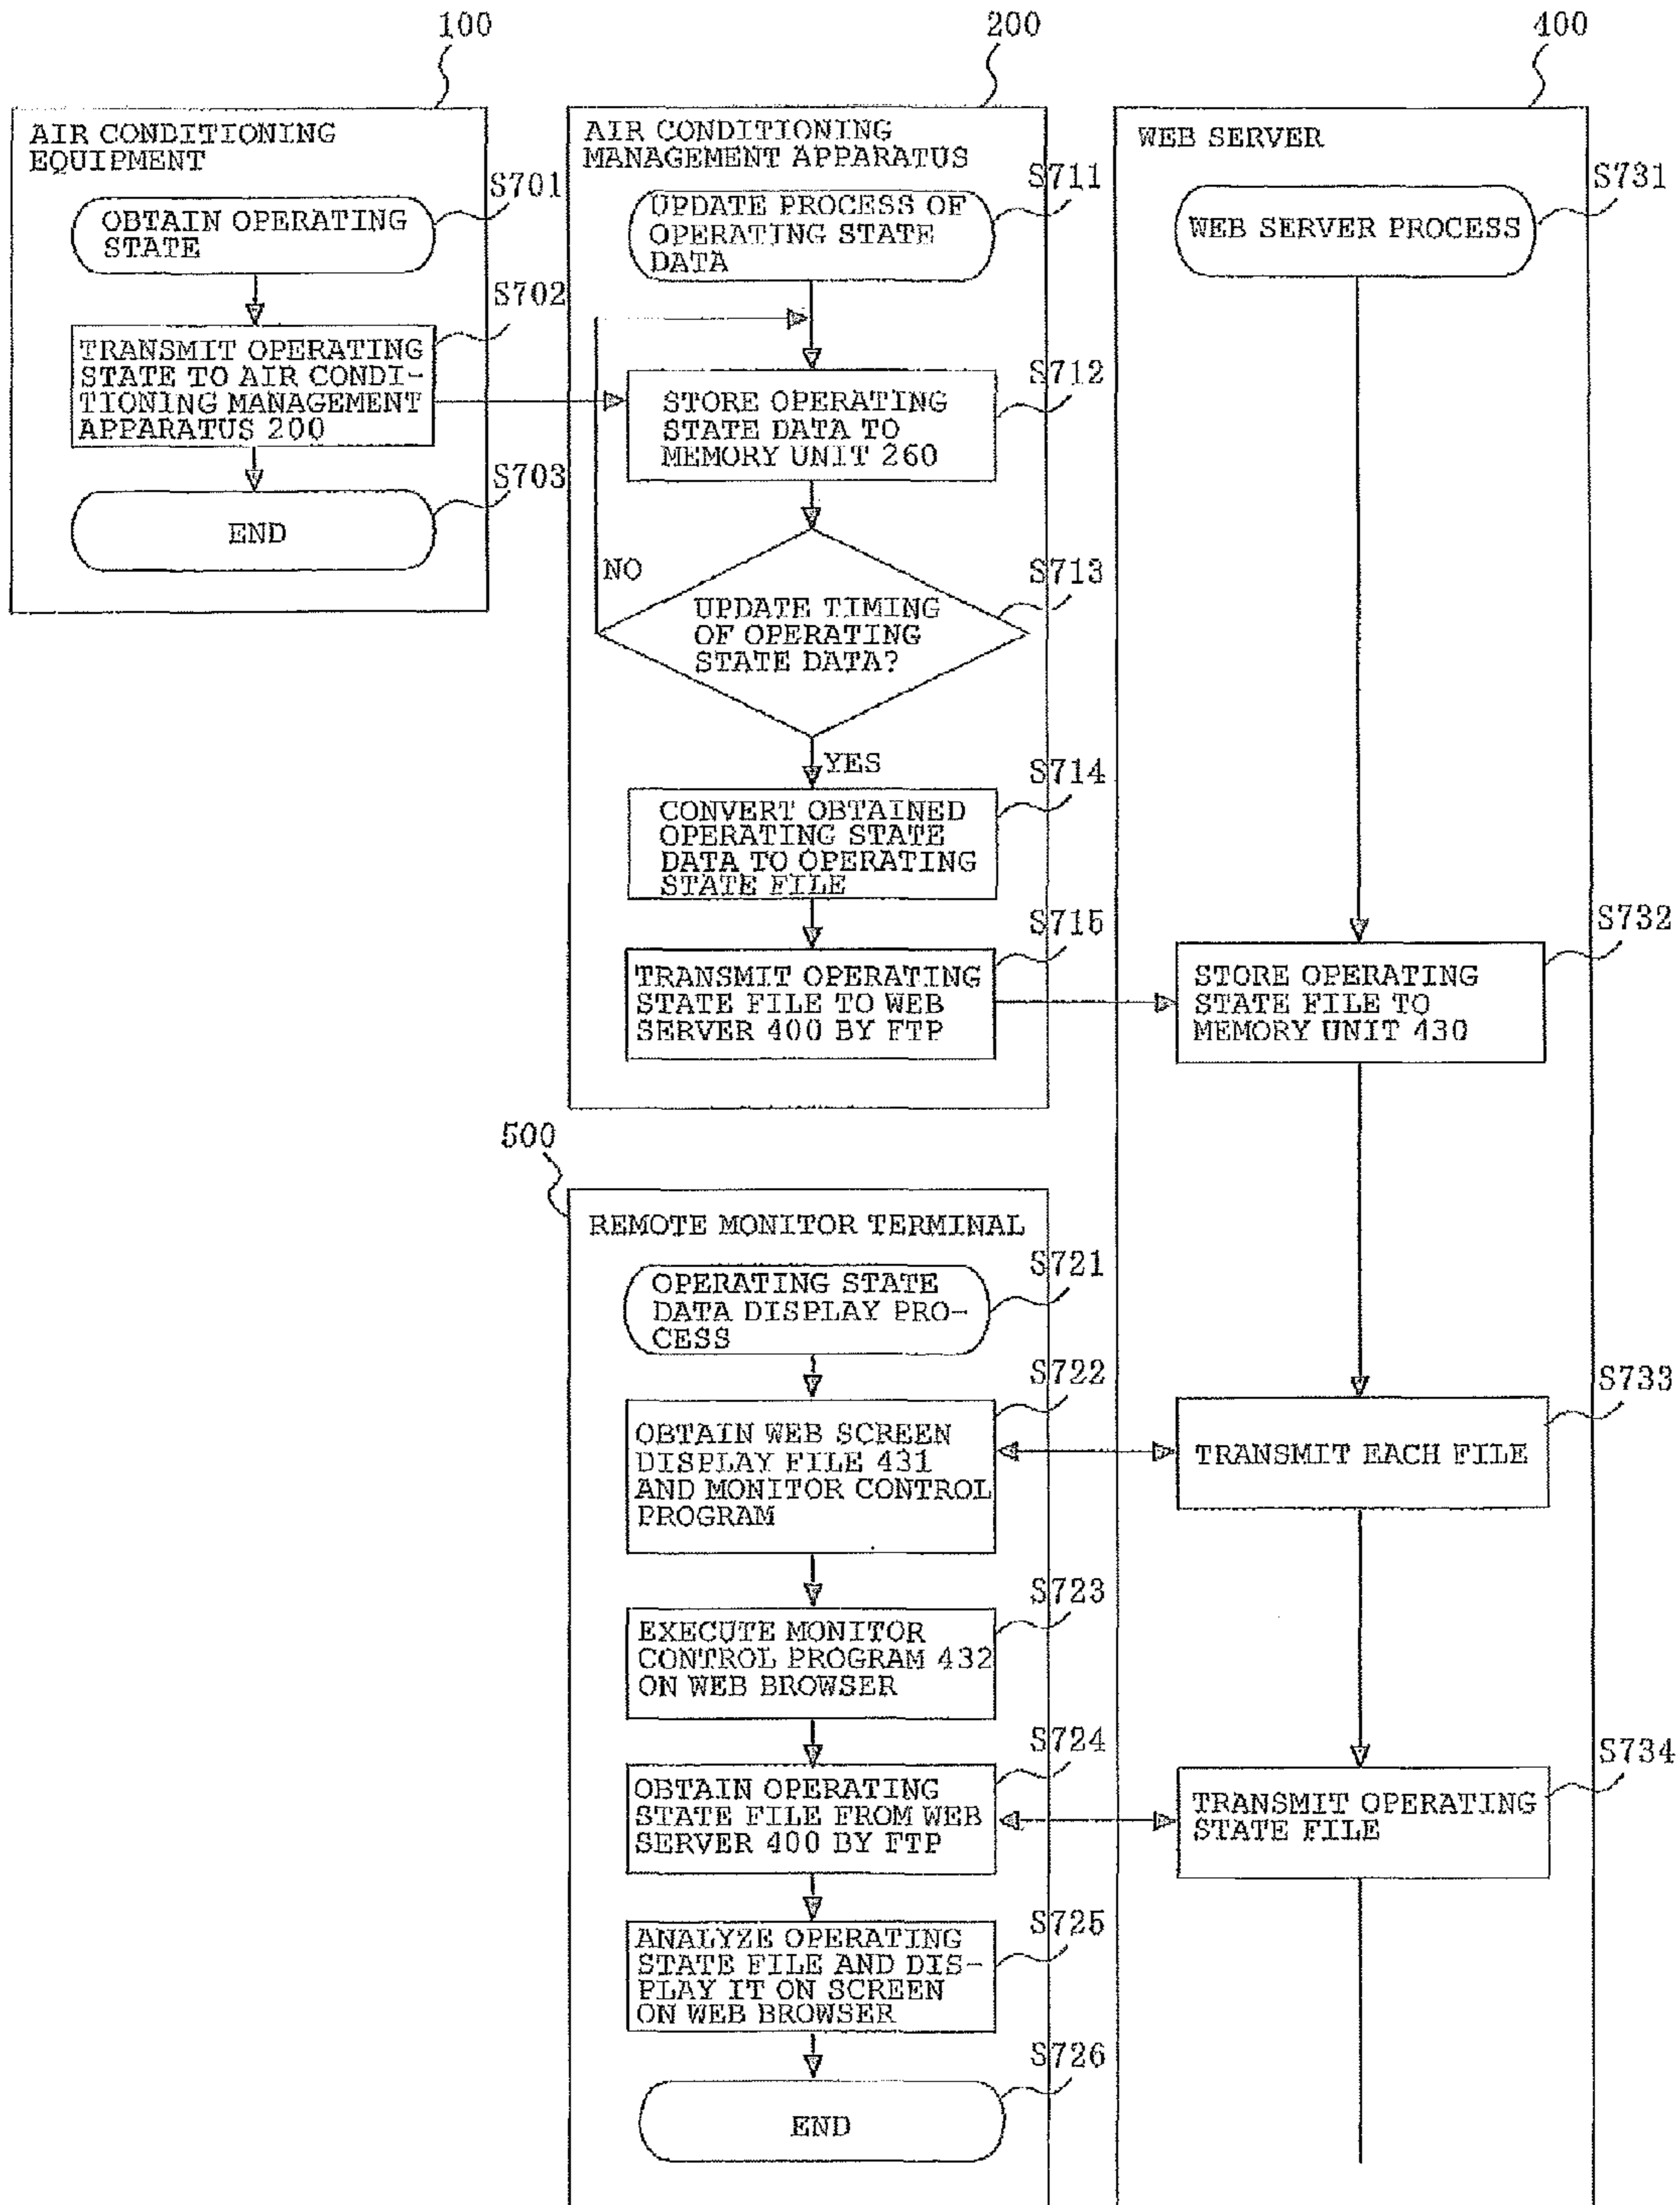 100
AIR CONDITIONING
EQUIPMENT
S701
OBTAIN OPERATING
STATE
S702
TRANSMIT OPERATING
STATE TO AIR CONDI-
TIONING MANAGEMENT
APPARATUS 200
S703
END
200
AIR CONDITIONING
MANAGEMENT APPARATUS
S711
UPDATE PROCESS OF
OPERATING STATE
DATA
S712
STORE OPERATING
STATE DATA TO
MEMORY UNIT 260
NO
S713
UPDATE TIMING
OF OPERATING
STATE DATA?
YES
S714
CONVERT OBTAINED
OPERATING STATE
DATA TO OPERATING
STATE FILE
S715
TRANSMIT OPERATING
STATE FILE TO WEB
SERVER 400 BY FTP
500
REMOTE MONITOR TERMINAL
S721
OPERATING STATE
DATA DISPLAY PRO-
CESS
S722
OBTAIN WEB SCREEN
DISPLAY FILE 431
AND MONITOR CONTROL
PROGRAM
S723
EXECUTE MONITOR
CONTROL PROGRAM 432
ON WEB BROWSER
S724
OBTAIN OPERATING
STATE FILE FROM WEB
SERVER 400 BY FTP
S725
ANALYZE OPERATING
STATE FILE AND DIS-
PLAY IT ON SCREEN
ON WEB BROWSER
S726
END
400
WEB SERVER
S731
WEB SERVER PROCESS
S732
STORE OPERATING
STATE FILE TO
MEMORY UNIT 430
S733
TRANSMIT EACH FILE
S734
TRANSMIT OPERATING
STATE FILE